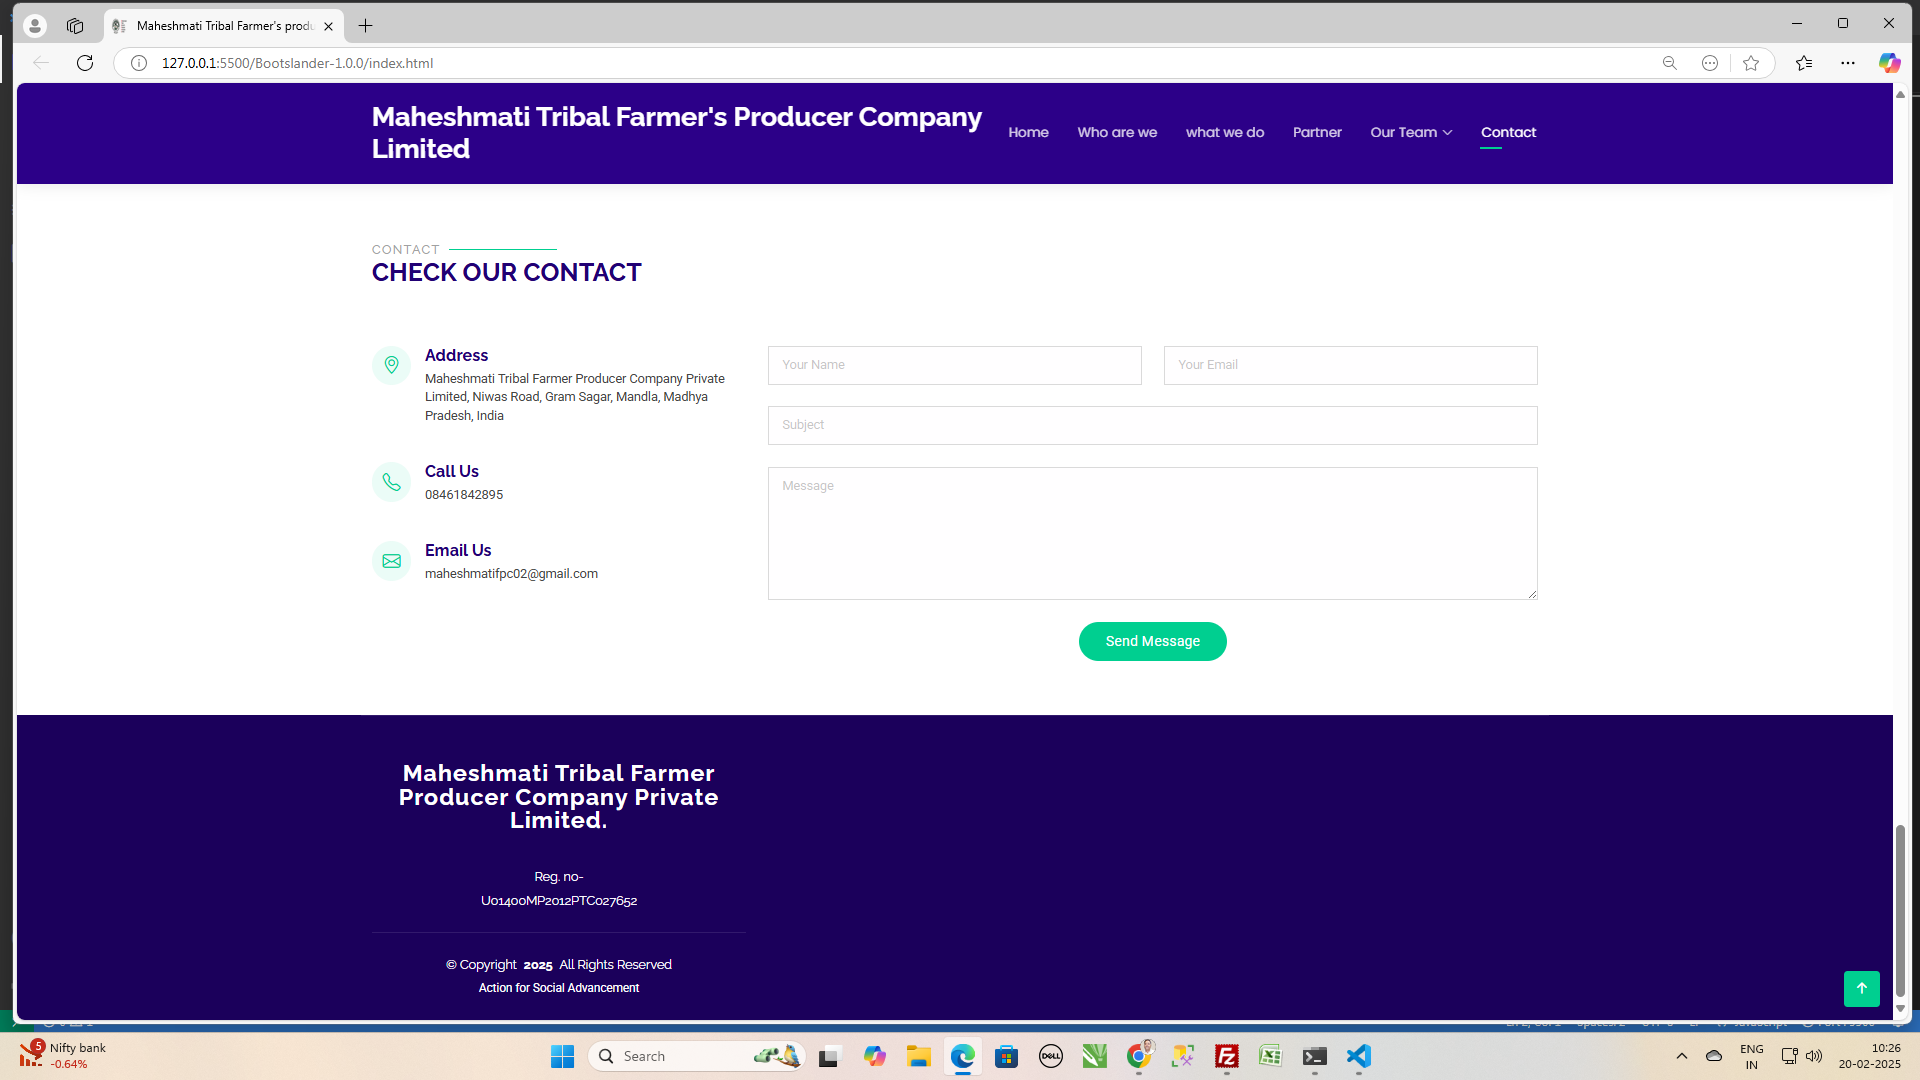 Maheshmati Tribal Farmer's produ
127.0.0.1:5500/Bootslander-1.0.0/index.html
Maheshmati Tribal Farmer's Producer Company
Limited
Home
Who are we
what we do
Partner
Our Team
Contact
CONTACT
CHECK OUR CONTACT
Address
Maheshmati Tribal Farmer Producer Company Private
Limited, Niwas Road, Gram Sagar, Mandla, Madhya
Pradesh, India
Call Us
08461842895
Email Us
maheshmatifpc02@gmail.com
Your Name
Your Email
Subject
Message
Send Message
Maheshmati Tribal Farmer
Producer Company Private
Limited.
Reg. no-
U01400MP2012PTC027652
© Copyright 2025 All Rights Reserved
Action for Social Advancement
5
Nifty bank
-0.64%
Search
DELL
ENG
IN
10:26
20-02-2025